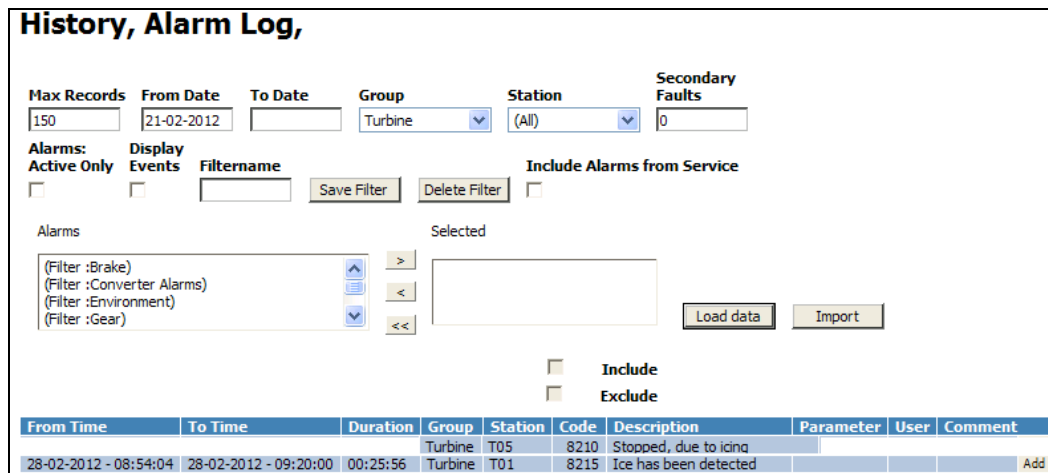 History, Alarm Log,
Secondary
Max Records From Date To Date Group Station Faults
150 21-02-2012 Turbine (All) 0
Alarms: Display
Active Only Events Filtername Include Alarms from Service
Save Filter Delete Filter
Alarms Selected
(Filter :Brake) >
(Filter :Converter Alarms)
(Filter :Environment) <
(Filter :Gear) <<
Load data Import
Include
Exclude
From Time To Time Duration Group Station Code Description Parameter User Comment
Turbine T05 8210 Stopped, due to icing
28-02-2012 - 08:54:04 28-02-2012 - 09:20:00 00:25:56 Turbine T01 8215 Ice has been detected Add